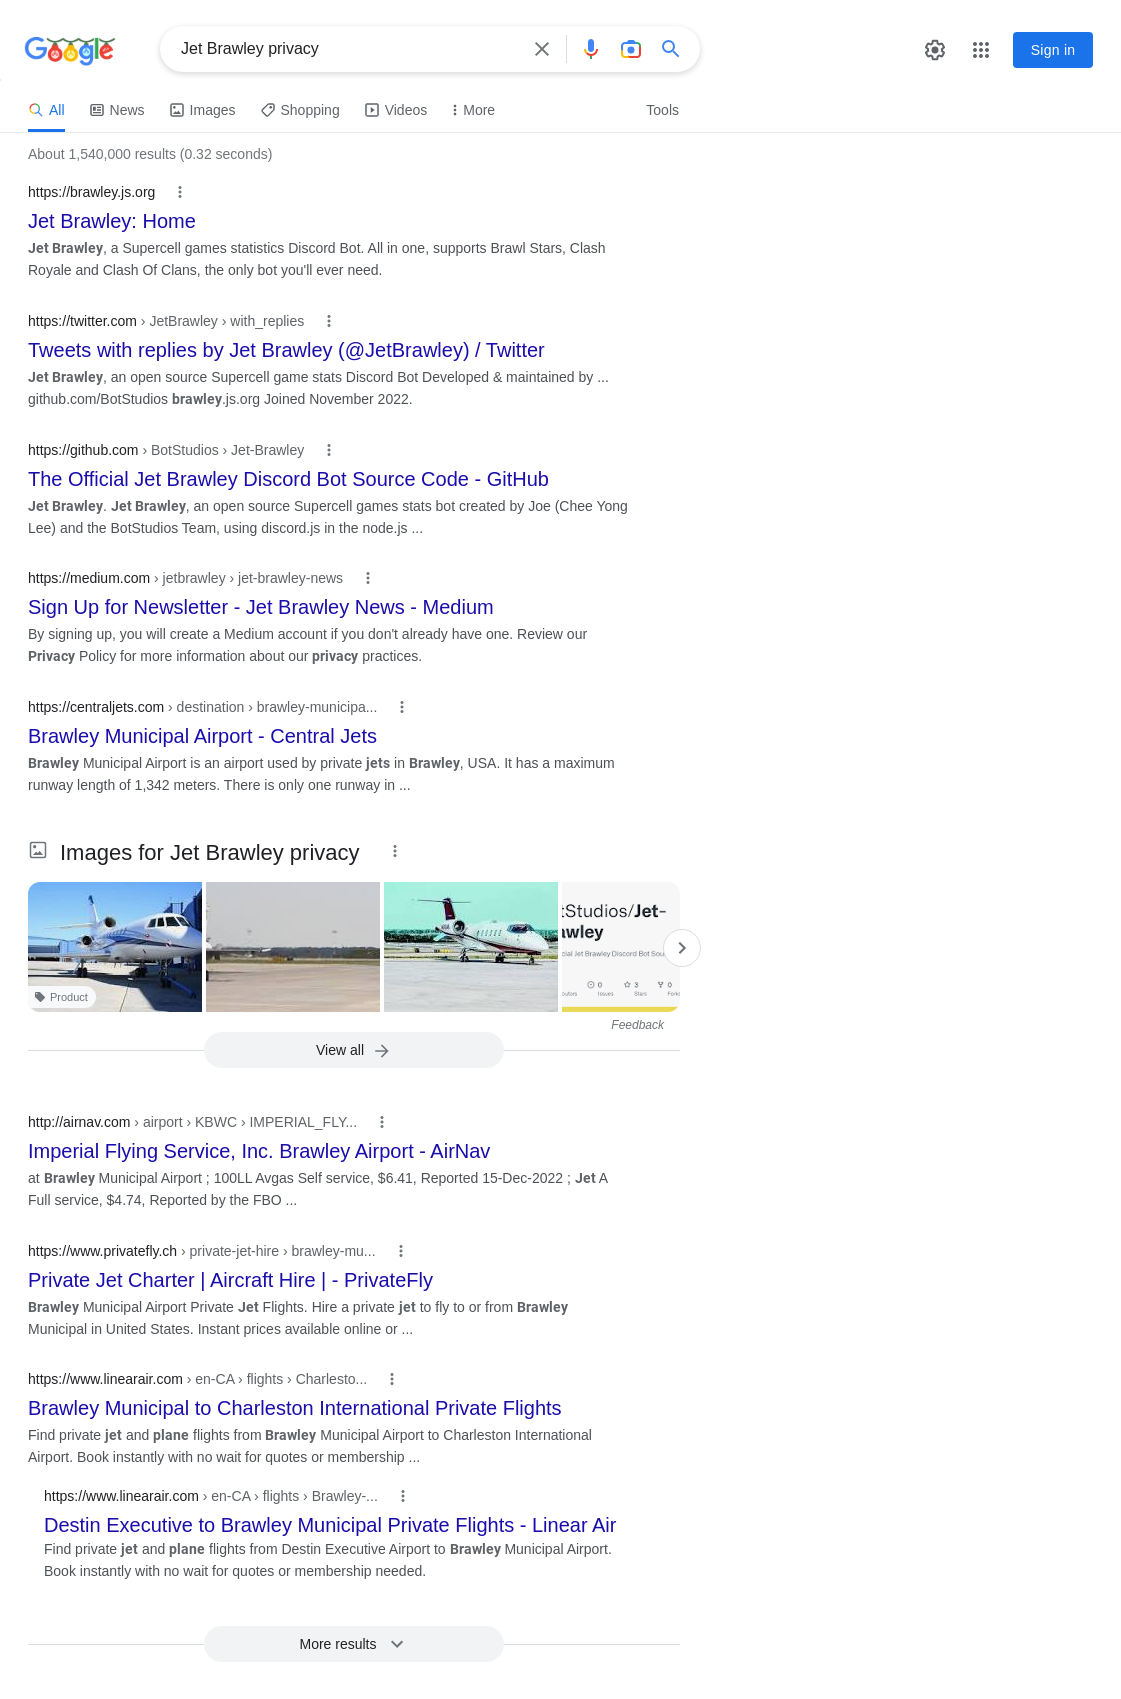 Google
Jet Brawley privacy
Sign in
All
News
Images
Shopping
Videos
More
Tools
About 1,540,000 results (0.32 seconds)
https://brawley.js.org
Jet Brawley: Home
Jet Brawley, a Supercell games statistics Discord Bot. All in one, supports Brawl Stars, Clash
Royale and Clash Of Clans, the only bot you'll ever need.
https://twitter.com › JetBrawley › with_replies
Tweets with replies by Jet Brawley (@JetBrawley) / Twitter
Jet Brawley, an open source Supercell game stats Discord Bot Developed & maintained by ...
github.com/BotStudios brawley.js.org Joined November 2022.
https://github.com › BotStudios › Jet-Brawley
The Official Jet Brawley Discord Bot Source Code - GitHub
Jet Brawley. Jet Brawley, an open source Supercell games stats bot created by Joe (Chee Yong
Lee) and the BotStudios Team, using discord.js in the node.js ...
https://medium.com › jetbrawley › jet-brawley-news
Sign Up for Newsletter - Jet Brawley News - Medium
By signing up, you will create a Medium account if you don't already have one. Review our
Privacy Policy for more information about our privacy practices.
https://centraljets.com › destination › brawley-municipa...
Brawley Municipal Airport - Central Jets
Brawley Municipal Airport is an airport used by private jets in Brawley, USA. It has a maximum
runway length of 1,342 meters. There is only one runway in ...
Images for Jet Brawley privacy
tStudios/Jet-
awley
cial Jet Brawley Discord Bot Sou
0
3
0
Issues
Stars
Forks
Product
Feedback
View all
http://airnav.com › airport › KBWC › IMPERIAL_FLY...
Imperial Flying Service, Inc. Brawley Airport - AirNav
at Brawley Municipal Airport ; 100LL Avgas Self service, $6.41, Reported 15-Dec-2022 ; Jet A
Full service, $4.74, Reported by the FBO ...
https://www.privatefly.ch › private-jet-hire › brawley-mu...
Private Jet Charter | Aircraft Hire | - PrivateFly
Brawley Municipal Airport Private Jet Flights. Hire a private jet to fly to or from Brawley
Municipal in United States. Instant prices available online or ...
https://www.linearair.com › en-CA › flights › Charlesto...
Brawley Municipal to Charleston International Private Flights
Find private jet and plane flights from Brawley Municipal Airport to Charleston International
Airport. Book instantly with no wait for quotes or membership ...
https://www.linearair.com › en-CA › flights › Brawley-...
Destin Executive to Brawley Municipal Private Flights - Linear Air
Find private jet and plane flights from Destin Executive Airport to Brawley Municipal Airport.
Book instantly with no wait for quotes or membership needed.
More results